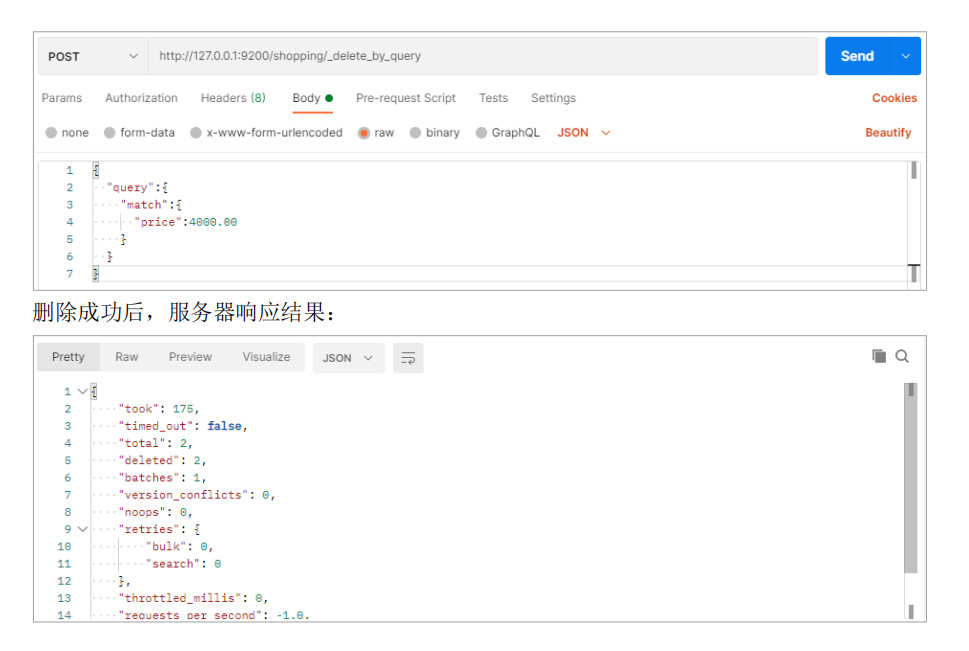 POST http://127.0.0.1:9200/shopping/_delete_by_query Send
Params Authorization Headers (8) Body Pre-request Script Tests Settings Cookies
none form-data x-www-form-urlencoded raw binary GraphQL JSON Beautify
1 {
2 "query":{
3 "match":{
4 "price":4000.00
5 }
6 }
7 }
删除成功后，服务器响应结果：
Pretty Raw Preview Visualize JSON
1 {
2 "took": 175,
3 "timed_out": false,
4 "total": 2,
5 "deleted": 2,
6 "batches": 1,
7 "version_conflicts": 0,
8 "noops": 0,
9 "retries": {
10 "bulk": 0,
11 "search": 0
12 },
13 "throttled_millis": 0,
14 "requests_per_second": -1.0,